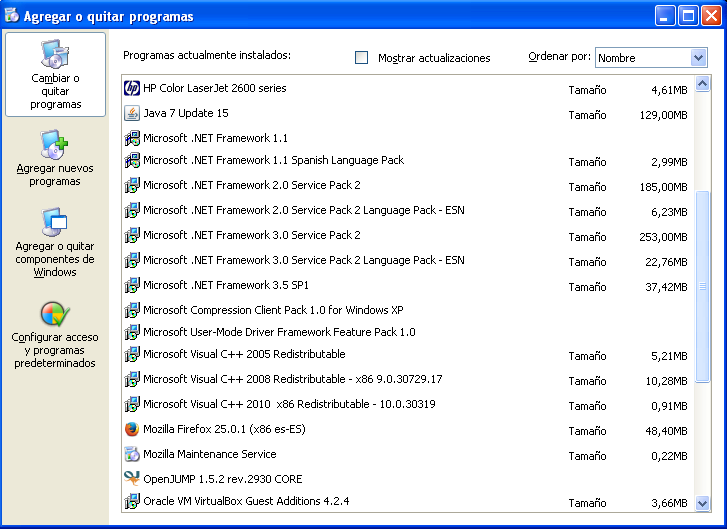 Agregar o quitar programas
Cambiar o
quitar
programas
Agregar nuevos
programas
Agregar o quitar
componentes de
Windows
Configurar acceso
y programas
predeterminados
Programas actualmente instalados:
Mostrar actualizaciones
Ordenar por: Nombre
HP Color LaserJet 2600 series Tamaño 4,61MB
Java 7 Update 15 Tamaño 129,00MB
Microsoft .NET Framework 1.1
Microsoft .NET Framework 1.1 Spanish Language Pack Tamaño 2,99MB
Microsoft .NET Framework 2.0 Service Pack 2 Tamaño 185,00MB
Microsoft .NET Framework 2.0 Service Pack 2 Language Pack - ESN Tamaño 6,23MB
Microsoft .NET Framework 3.0 Service Pack 2 Tamaño 253,00MB
Microsoft .NET Framework 3.0 Service Pack 2 Language Pack - ESN Tamaño 22,76MB
Microsoft .NET Framework 3.5 SP1 Tamaño 37,42MB
Microsoft Compression Client Pack 1.0 for Windows XP
Microsoft User-Mode Driver Framework Feature Pack 1.0
Microsoft Visual C++ 2005 Redistributable Tamaño 5,21MB
Microsoft Visual C++ 2008 Redistributable - x86 9.0.30729.17 Tamaño 10,28MB
Microsoft Visual C++ 2010 x86 Redistributable - 10.0.30319 Tamaño 0,91MB
Mozilla Firefox 25.0.1 (x86 es-ES) Tamaño 48,40MB
Mozilla Maintenance Service Tamaño 0,22MB
OpenJUMP 1.5.2 rev.2930 CORE
Oracle VM VirtualBox Guest Additions 4.2.4 Tamaño 3,66MB